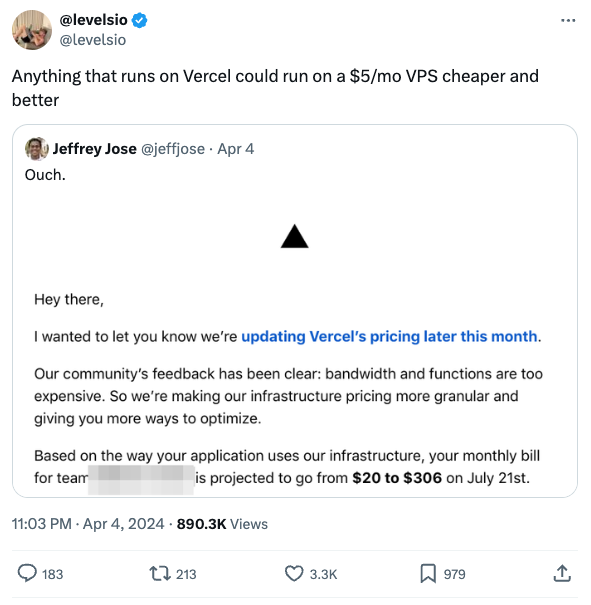 @levelsio
@levelsio
Anything that runs on Vercel could run on a $5/mo VPS cheaper and
better
Jeffrey Jose @jeffjose · Apr 4
Ouch.
Hey there,
I wanted to let you know we're updating Vercel's pricing later this month.
Our community's feedback has been clear: bandwidth and functions are too
expensive. So we're making our infrastructure pricing more granular and
giving you more ways to optimize.
Based on the way your application uses our infrastructure, your monthly bill
for team is projected to go from $20 to $306 on July 21st.
11:03 PM · Apr 4, 2024 · 890.3K Views
183 213 3.3K 979